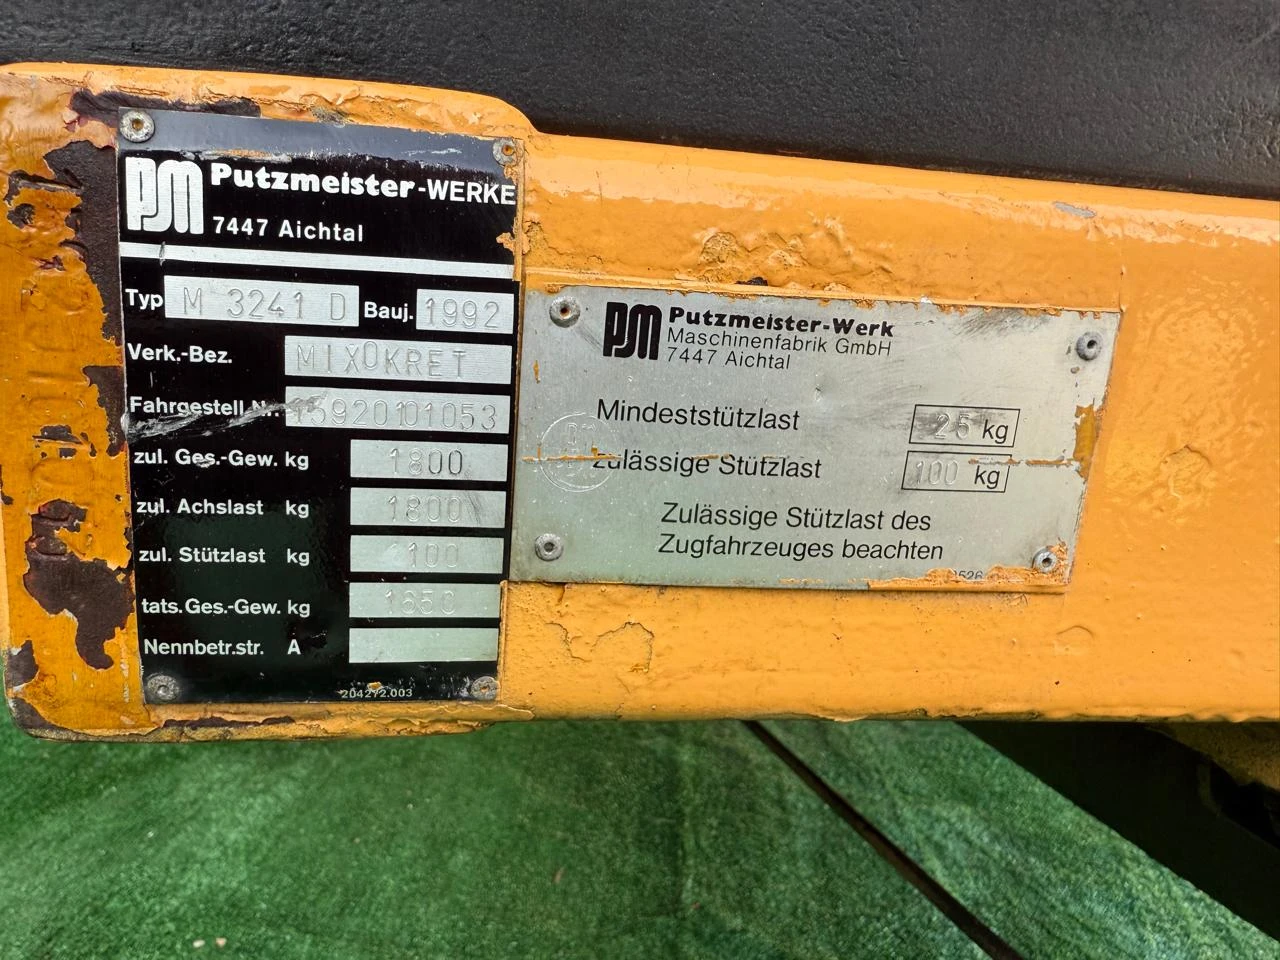 PM Putzmeister-WERKE
7447 Aichtal
Typ M 3241 D Bauj. 1992
Verk.-Bez. MIXOKRET
Fahrgestell Nr. 15920101053
zul. Ges.-Gew. kg 1800
zul. Achslast kg 1800
zul. Stützlast kg 100
tats. Ges.-Gew. kg 1650
Nennbetr.str. A
204272.003
PM Putzmeister-Werk
Maschinenfabrik GmbH
7447 Aichtal
Mindeststützlast 25 kg
Zulässige Stützlast 100 kg
Zulässige Stützlast des
Zugfahrzeuges beachten